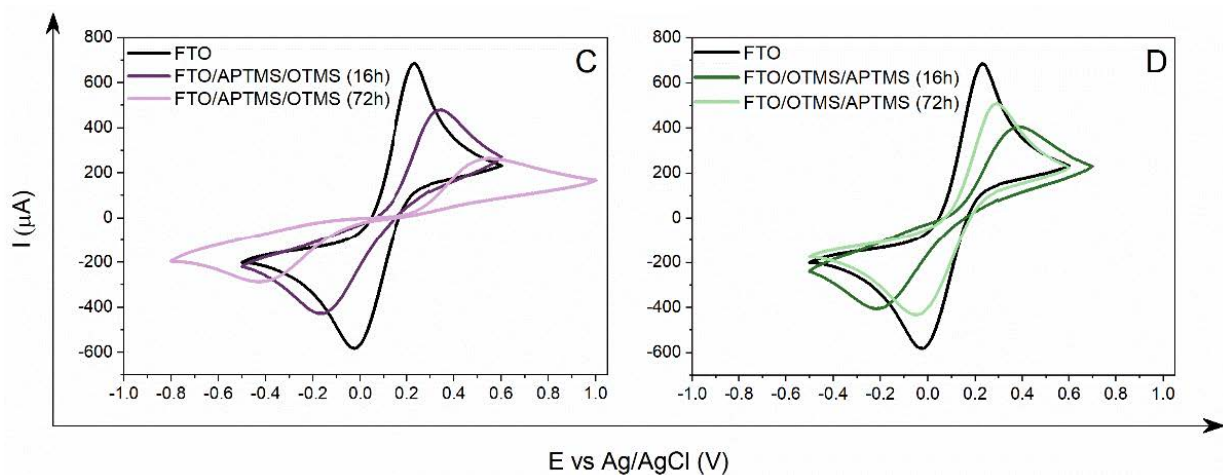 C
FTO
FTO/APTMS/OTMS (16h)
FTO/APTMS/OTMS (72h)
800
600
400
200
0
-200
-400
-600
-1.0 -0.8 -0.6 -0.4 -0.2 0.0 0.2 0.4 0.6 0.8 1.0
D
FTO
FTO/OTMS/APTMS (16h)
FTO/OTMS/APTMS (72h)
800
600
400
200
0
-200
-400
-600
-1.0 -0.8 -0.6 -0.4 -0.2 0.0 0.2 0.4 0.6 0.8 1.0
I (µA)
E vs Ag/AgCl (V)